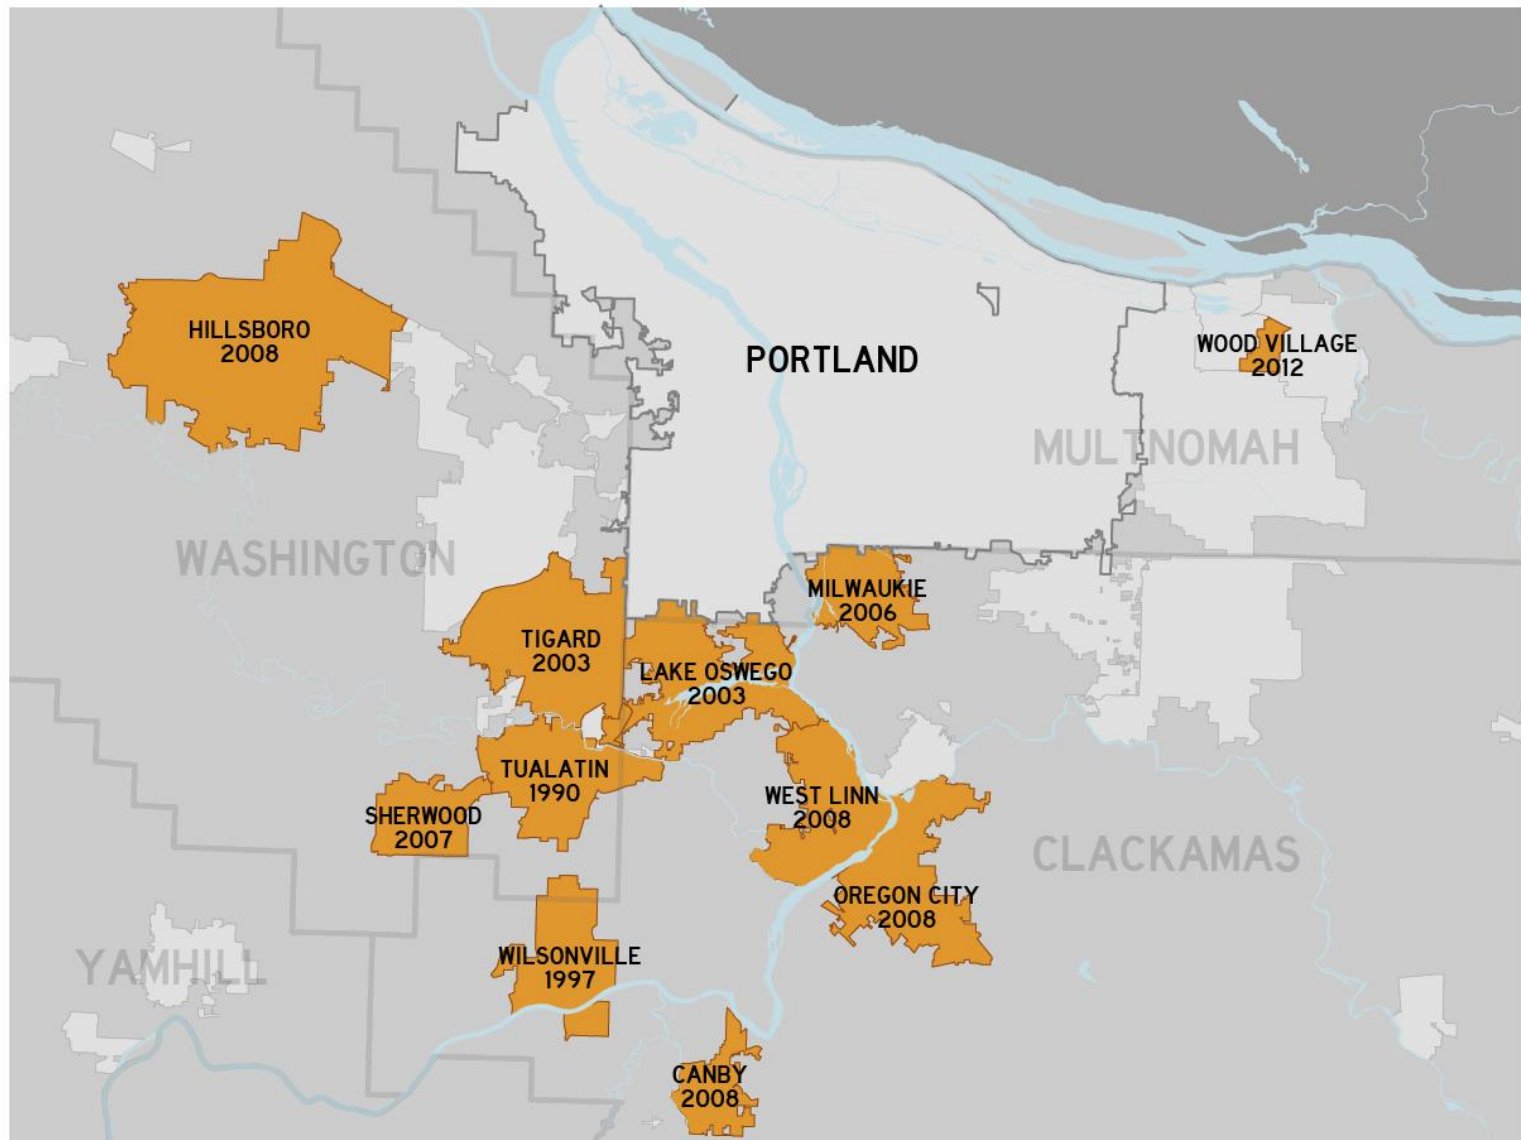 HILLSBORO
2008
PORTLAND
WOOD VILLAGE
2012
MULTNOMAH
WASHINGTON
MILWAUKIE
2006
TIGARD
2003
LAKE OSWEGO
2003
TUALATIN
1990
SHERWOOD
2007
WEST LINN
2008
CLACKAMAS
OREGON CITY
2008
YAMHILL
WILSONVILLE
1997
CANBY
2008